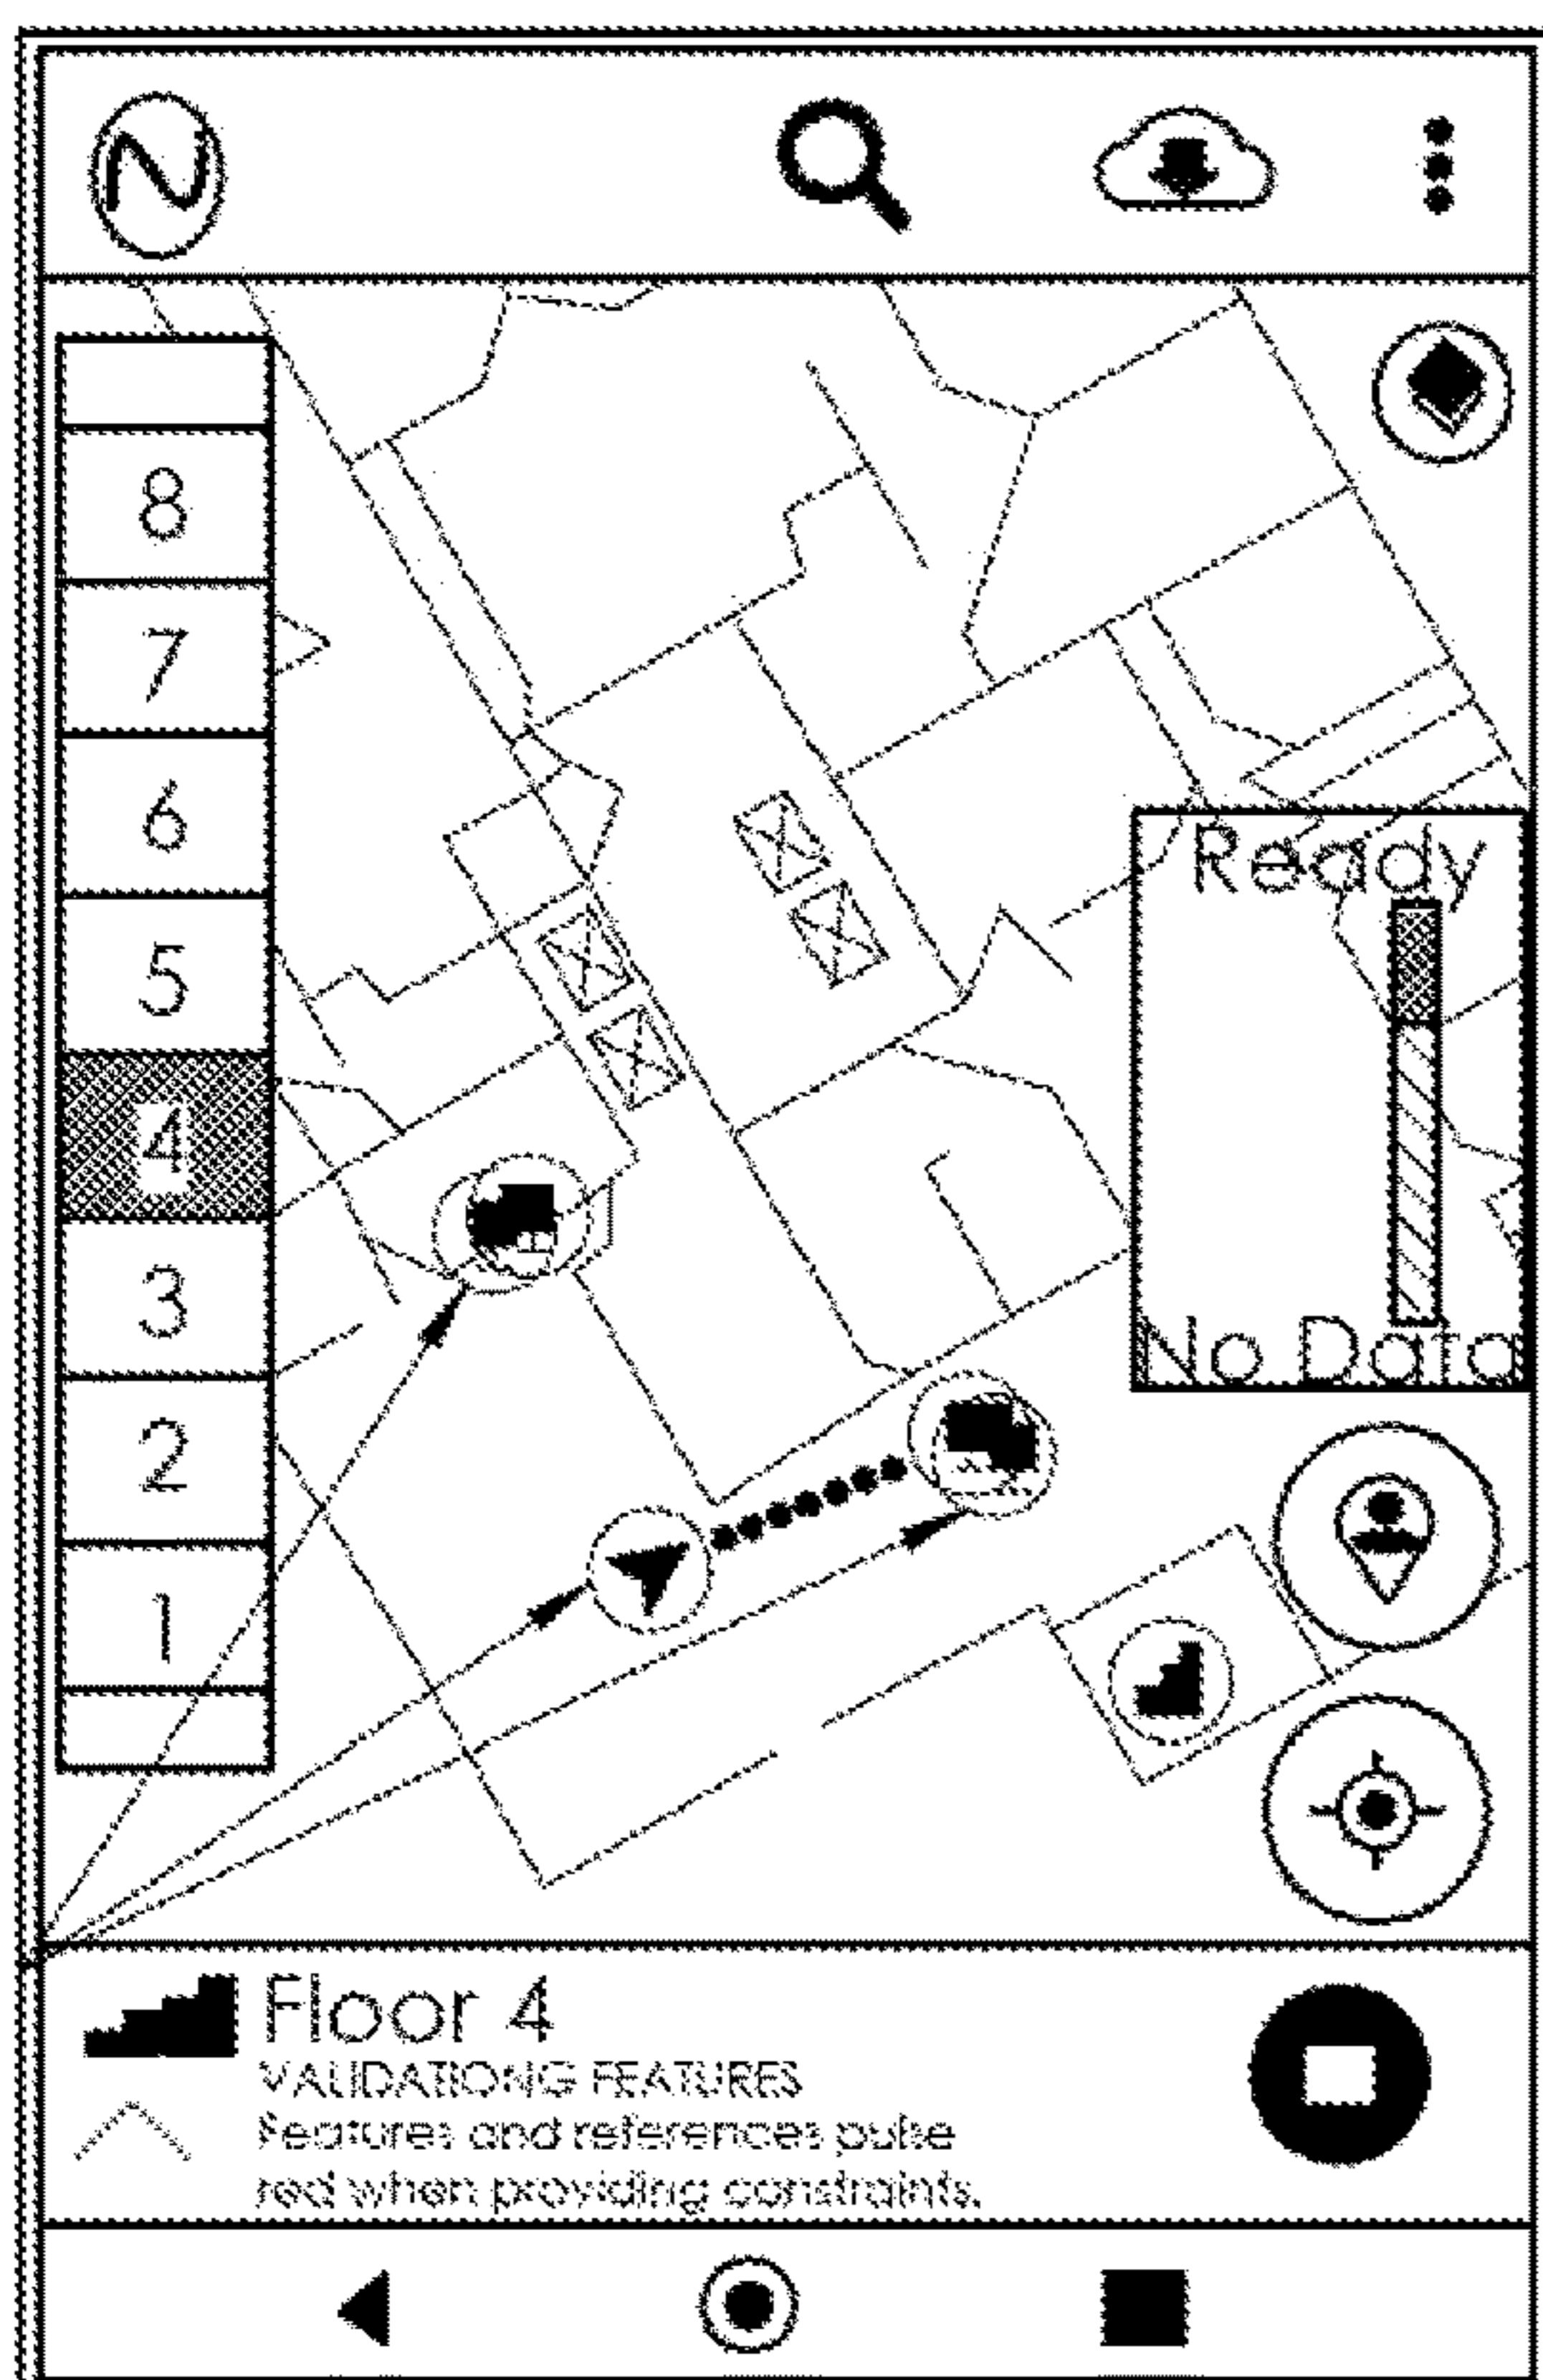 8
7
6
5
4
3
2
1
Ready
No Data
Floor 4
VALIDATIONG FEATURES
Features and references pulse
red when providing constraints.